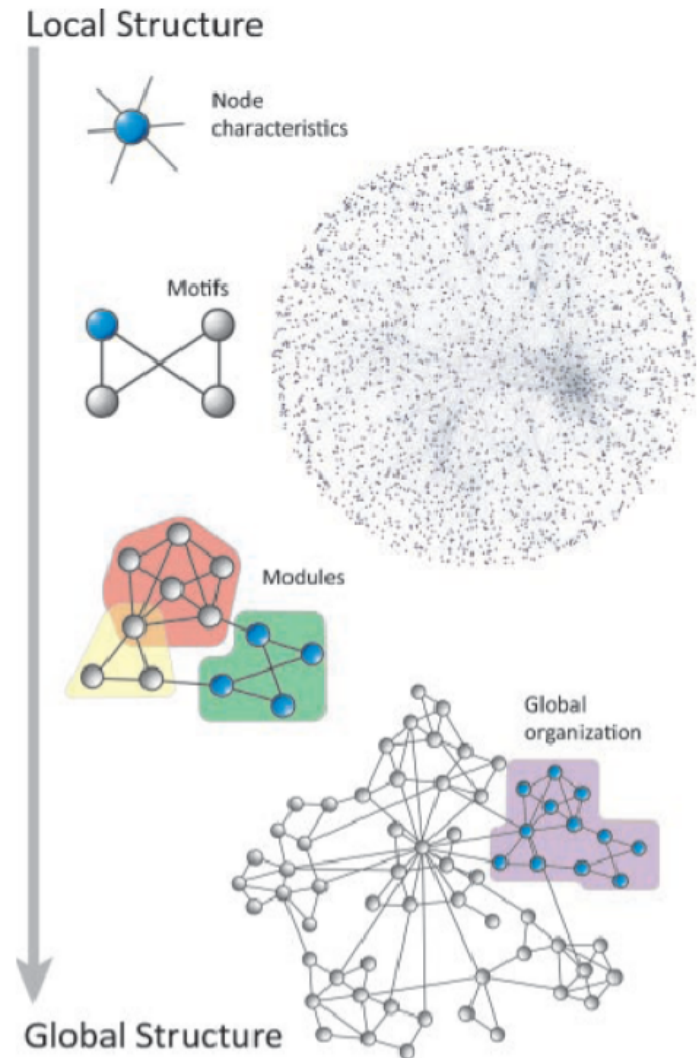 Local Structure
Node
characteristics
Motifs
Modules
Global
organization
Global Structure